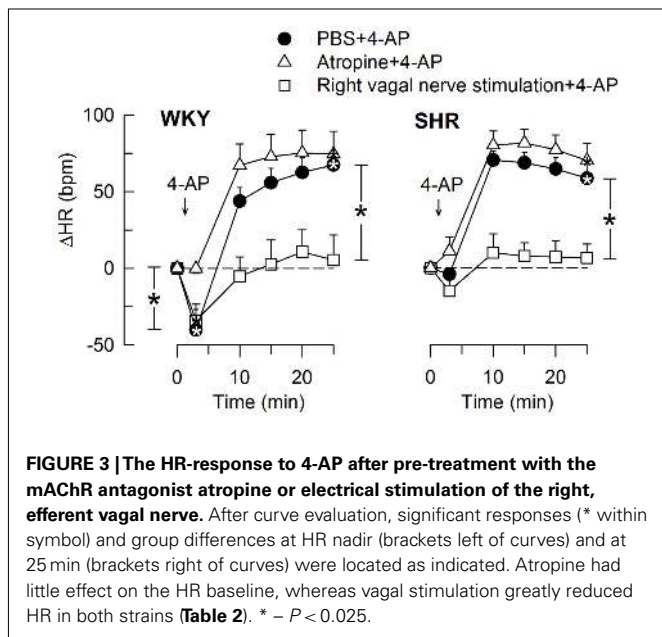 PBS+4-AP
Atropine+4-AP
Right vagal nerve stimulation+4-AP
WKY
SHR
100
50
0
-50
ΔHR (bpm)
4-AP
4-AP
*
*
*
0 10 20
0 10 20
Time (min)
Time (min)
FIGURE 3 | The HR-response to 4-AP after pre-treatment with the
mAChR antagonist atropine or electrical stimulation of the right,
efferent vagal nerve. After curve evaluation, significant responses (* within
symbol) and group differences at HR nadir (brackets left of curves) and at
25 min (brackets right of curves) were located as indicated. Atropine had
little effect on the HR baseline, whereas vagal stimulation greatly reduced
HR in both strains (Table 2). * – P < 0.025.